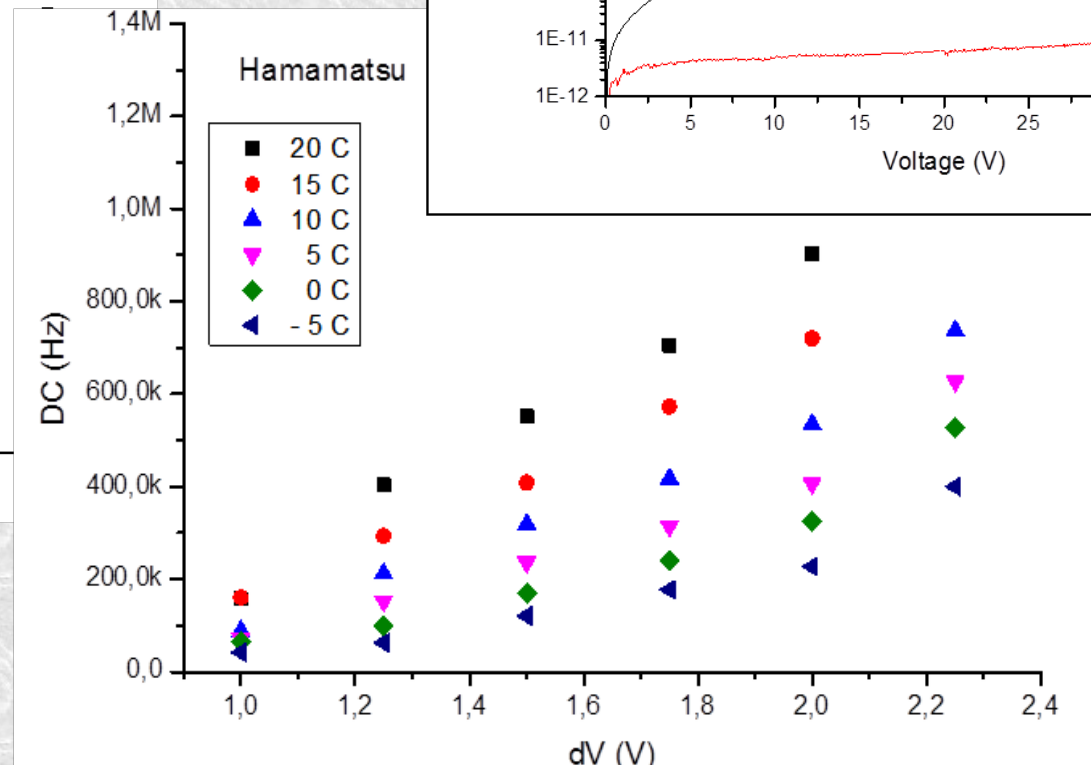 1E-11
1E-12
0 5 10 15 20 25
Voltage (V)
Hamamatsu
20 C
15 C
10 C
5 C
0 C
- 5 C
1,4M
1,2M
1,0M
800,0k
600,0k
400,0k
200,0k
0,0
DC (Hz)
1,0 1,2 1,4 1,6 1,8 2,0 2,2 2,4
dV (V)